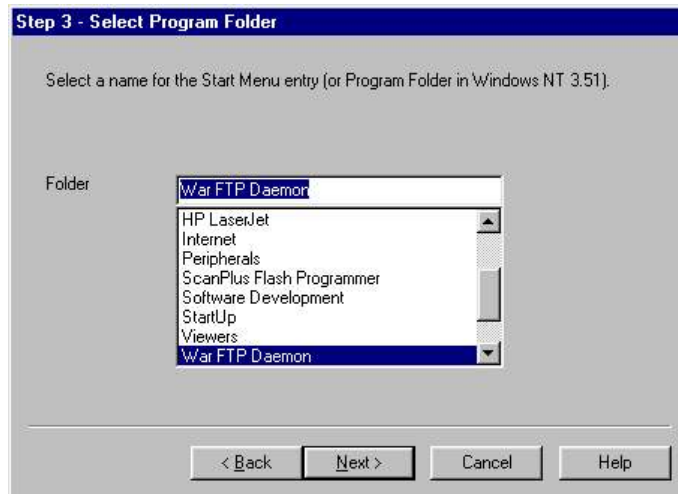 Step 3 - Select Program Folder
Select a name for the Start Menu entry (or Program Folder in Windows NT 3.51).
Folder
War FTP Daemon
HP LaserJet
Internet
Peripherals
ScanPlus Flash Programmer
Software Development
StartUp
Viewers
War FTP Daemon
< Back Next > Cancel Help